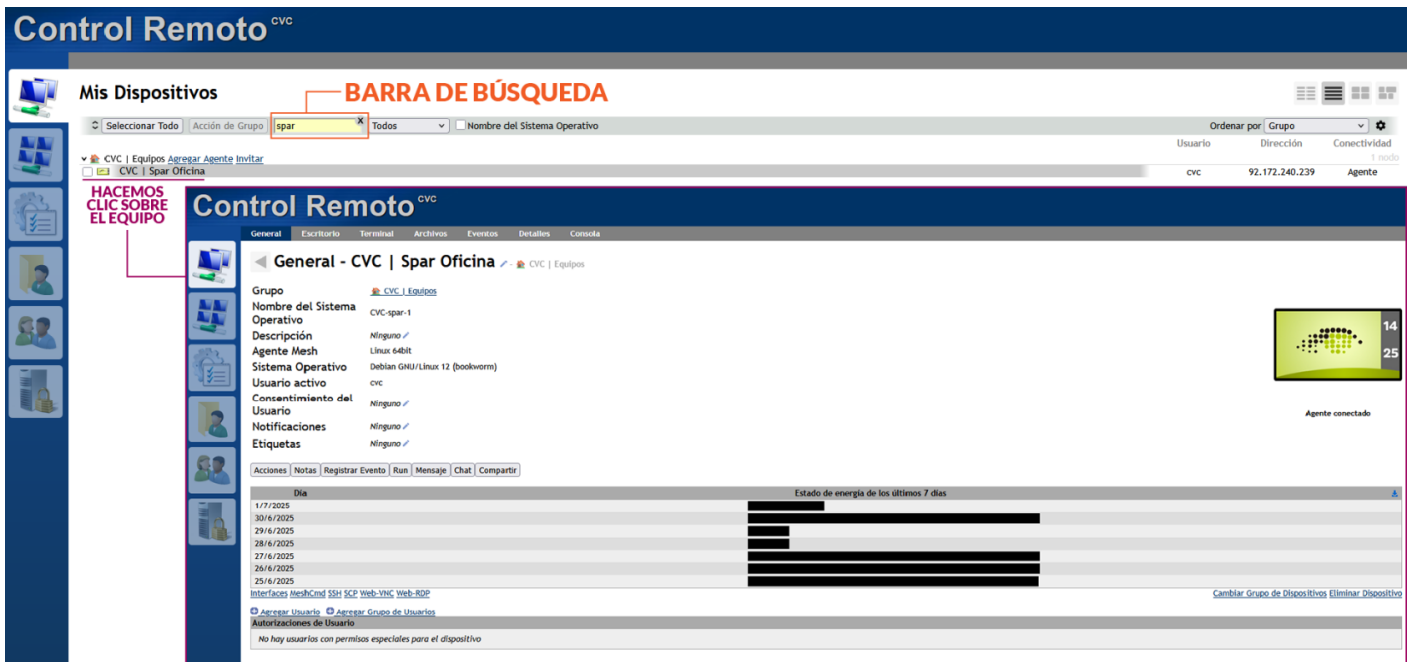 Control Remoto CVC
Mis Dispositivos
BARRA DE BÚSQUEDA
Seleccionar Todo Acción de Grupo spar x Todos Nombre del Sistema Operativo Ordenar por Grupo
Usuario Dirección Conectividad
CVC | Equipos Agregar Agente Invitar 1 nodo
CVC | Spar Oficina cvc 92.172.240.239 Agente
HACEMOS
CLIC SOBRE
EL EQUIPO
Control Remoto CVC
General Escritorio Terminal Archivos Eventos Detalles Consola
General - CVC | Spar Oficina - CVC | Equipos
Grupo CVC | Equipos
Nombre del Sistema
Operativo CVC-spar-1
Descripción Ninguno
Agente Mesh Linux 64bit
Sistema Operativo Debian GNU/Linux 12 (bookworm)
Usuario activo cvc
Consentimiento del
Usuario Ninguno
Notificaciones Ninguno
Etiquetas Ninguno
14
25
Agente conectado
Acciones Notas Registrar Evento Run Mensaje Chat Compartir
Día Estado de energía de los últimos 7 días
1/7/2025
30/6/2025
29/6/2025
28/6/2025
27/6/2025
26/6/2025
25/6/2025
Interfaces MeshCmd SSH SCP Web-VNC Web-RDP Cambiar Grupo de Dispositivos Eliminar Dispositivo
Agregar Usuario Agregar Grupo de Usuarios
Autorizaciones de Usuario
No hay usuarios con permisos especiales para el dispositivo